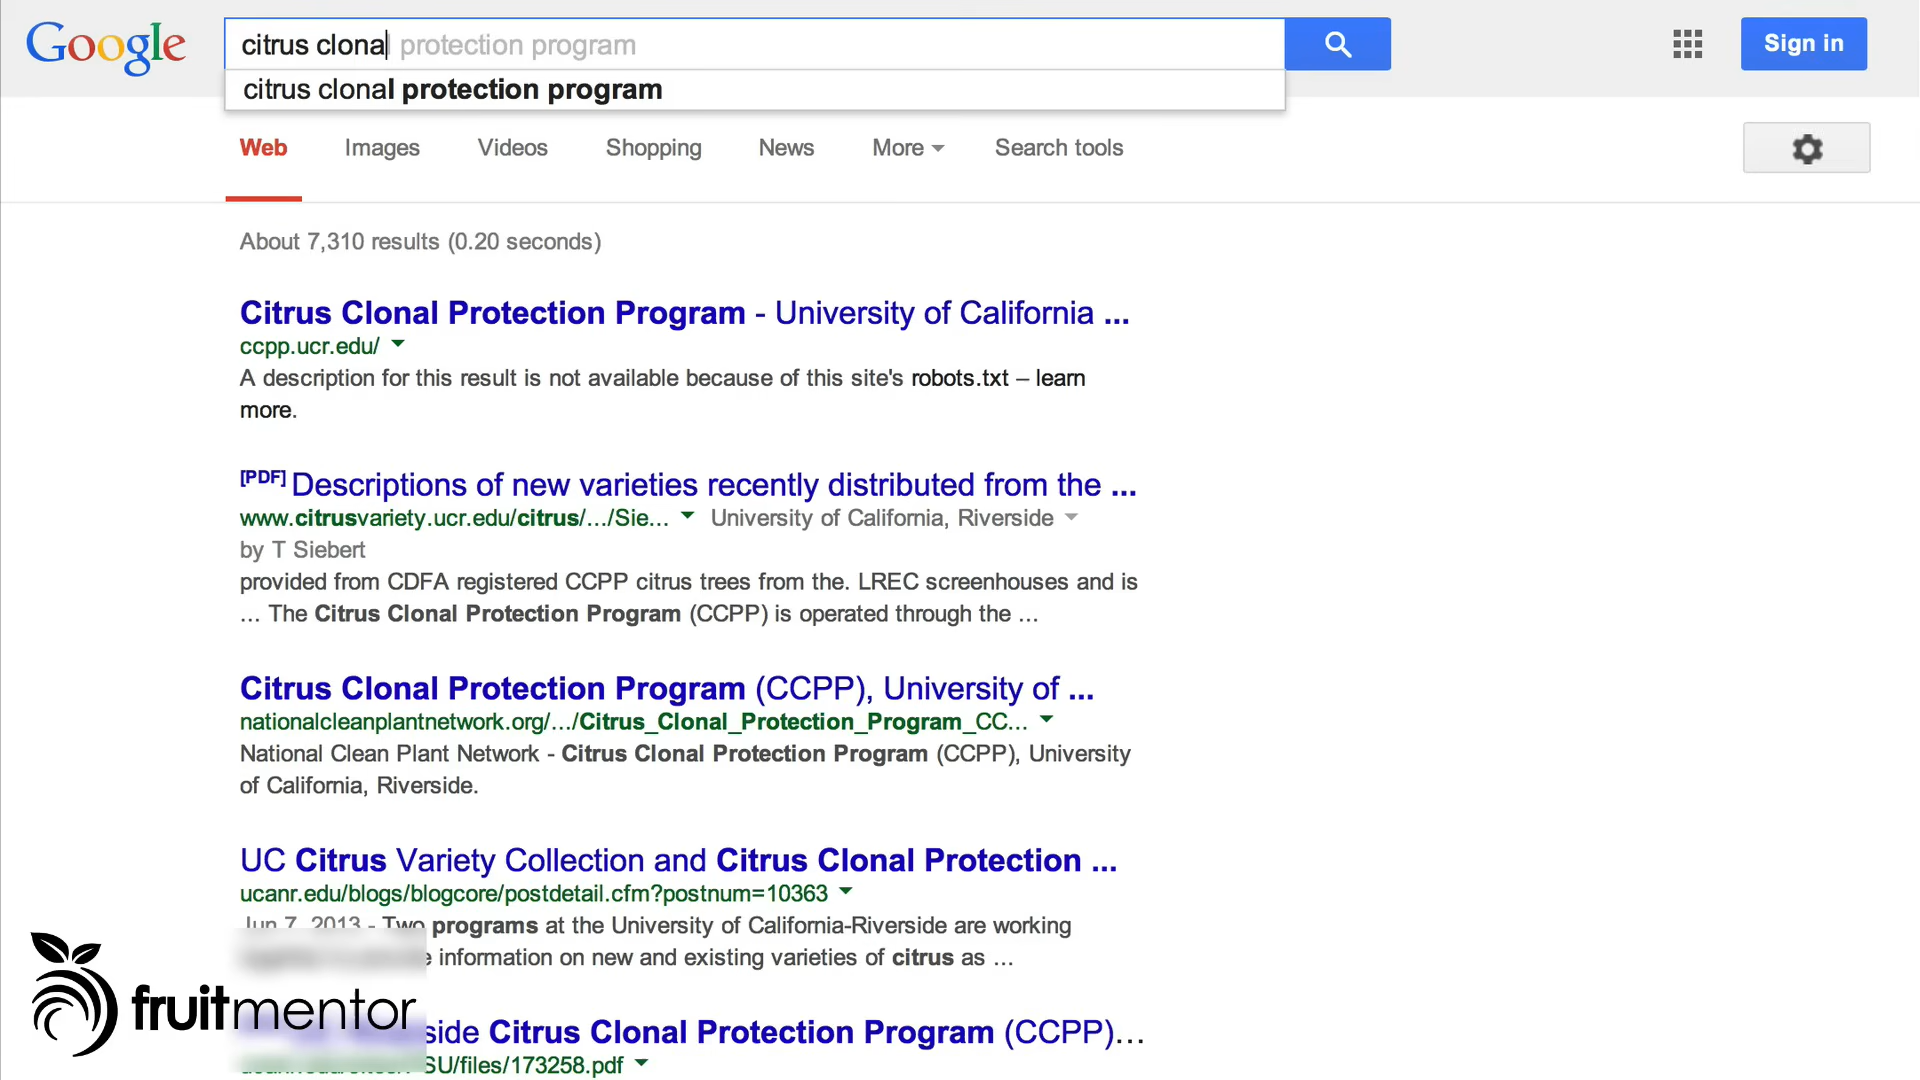 Google
citrus clona protection program
Sign in
citrus clonal protection program
Web Images Videos Shopping News More Search tools
About 7,310 results (0.20 seconds)
Citrus Clonal Protection Program - University of California ...
ccpp.ucr.edu/
A description for this result is not available because of this site's robots.txt – learn
more.
[PDF] Descriptions of new varieties recently distributed from the ...
www.citrusvariety.ucr.edu/citrus/.../Sie... University of California, Riverside
by T Siebert
provided from CDFA registered CCPP citrus trees from the. LREC screenhouses and is
... The Citrus Clonal Protection Program (CCPP) is operated through the ...
Citrus Clonal Protection Program (CCPP), University of ...
nationalcleanplantnetwork.org/.../Citrus_Clonal_Protection_Program_CC...
National Clean Plant Network - Citrus Clonal Protection Program (CCPP), University
of California, Riverside.
UC Citrus Variety Collection and Citrus Clonal Protection ...
ucanr.edu/blogs/blogcore/postdetail.cfm?postnum=10363
Jun 7, 2013 - Two programs at the University of California-Riverside are working
information on new and existing varieties of citrus as ...
fruitmentor
side Citrus Clonal Protection Program (CCPP)...
SU/files/173258.pdf